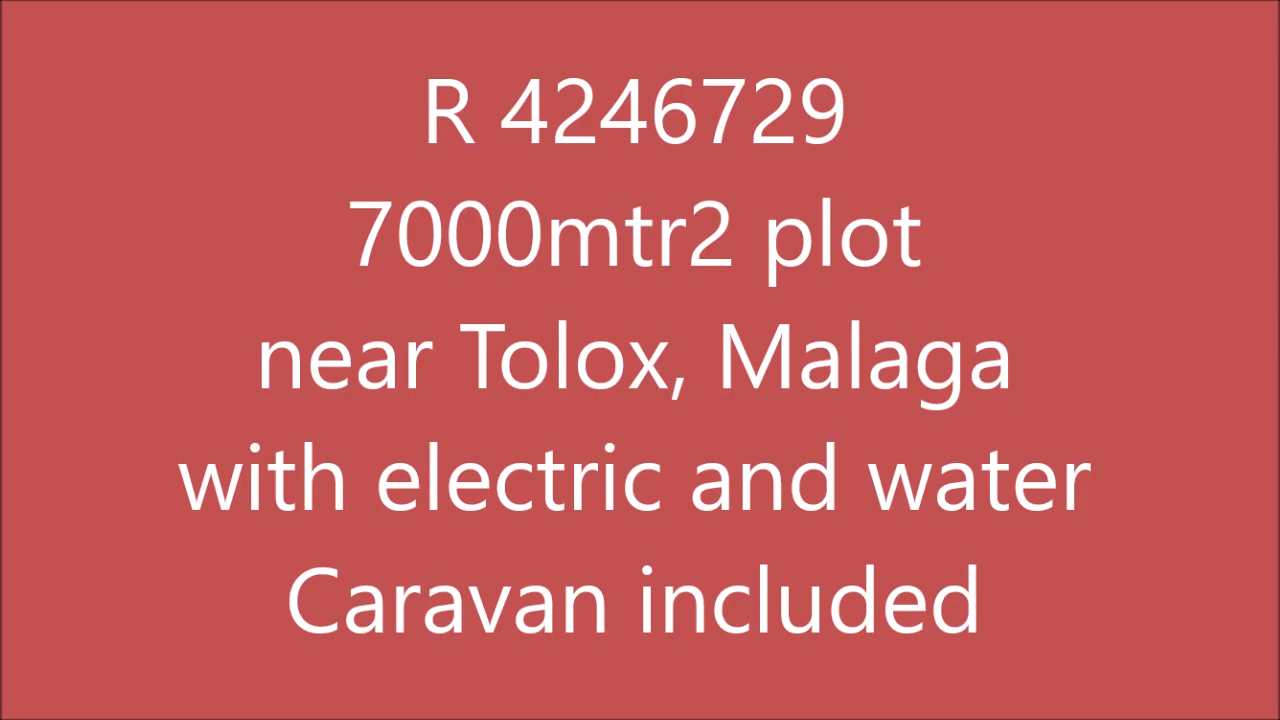 R 4246729
7000mtr2 plot
near Tolox, Malaga
with electric and water
Caravan included